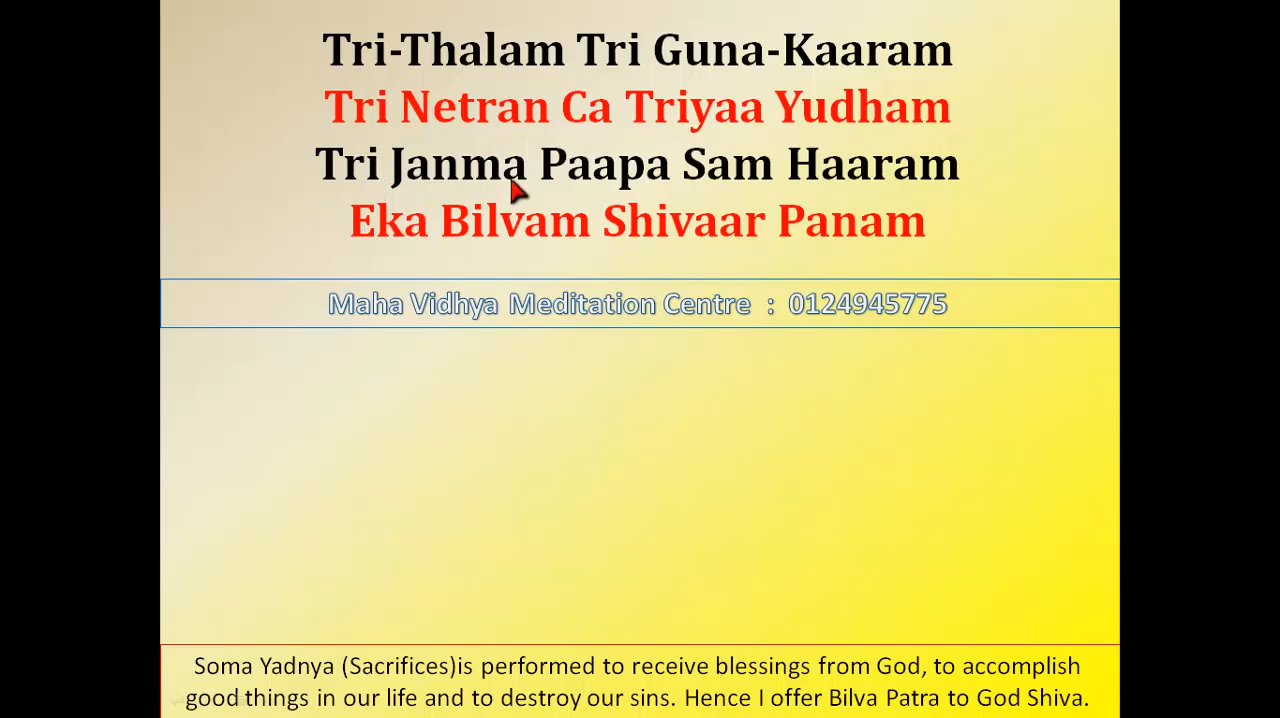 Tri-Thalam Tri Guna-Kaaram
Tri Netran Ca Triyaa Yudham
Tri Janma Paapa Sam Haaram
Eka Bilvam Shivaar Panam
Maha Vidhya Meditation Centre : 0124945775
Soma Yadnya (Sacrifices)is performed to receive blessings from God, to accomplish
good things in our life and to destroy our sins. Hence I offer Bilva Patra to God Shiva.